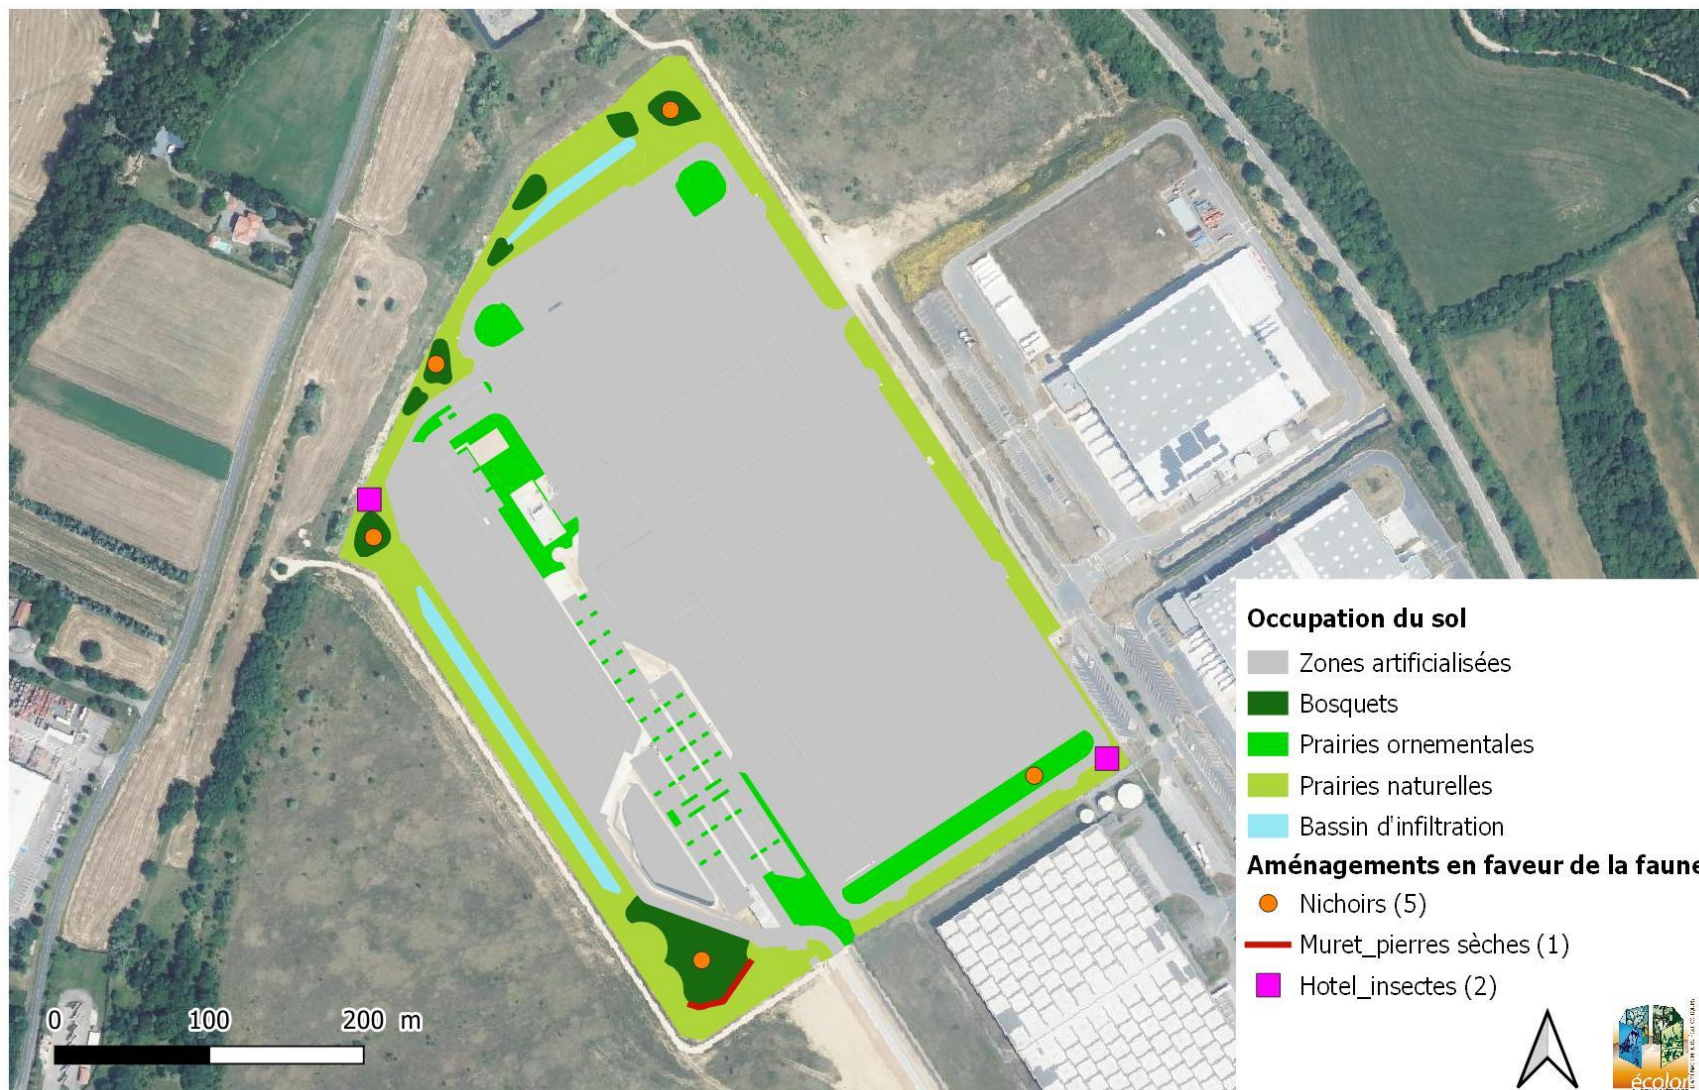 Occupation du sol
Zones artificialisées
Bosquets
Prairies ornementales
Prairies naturelles
Bassin d'infiltration
Aménagements en faveur de la faune
Nichoirs (5)
Muret_pierres sèches (1)
Hotel_insectes (2)
0 100 200 m
écolor